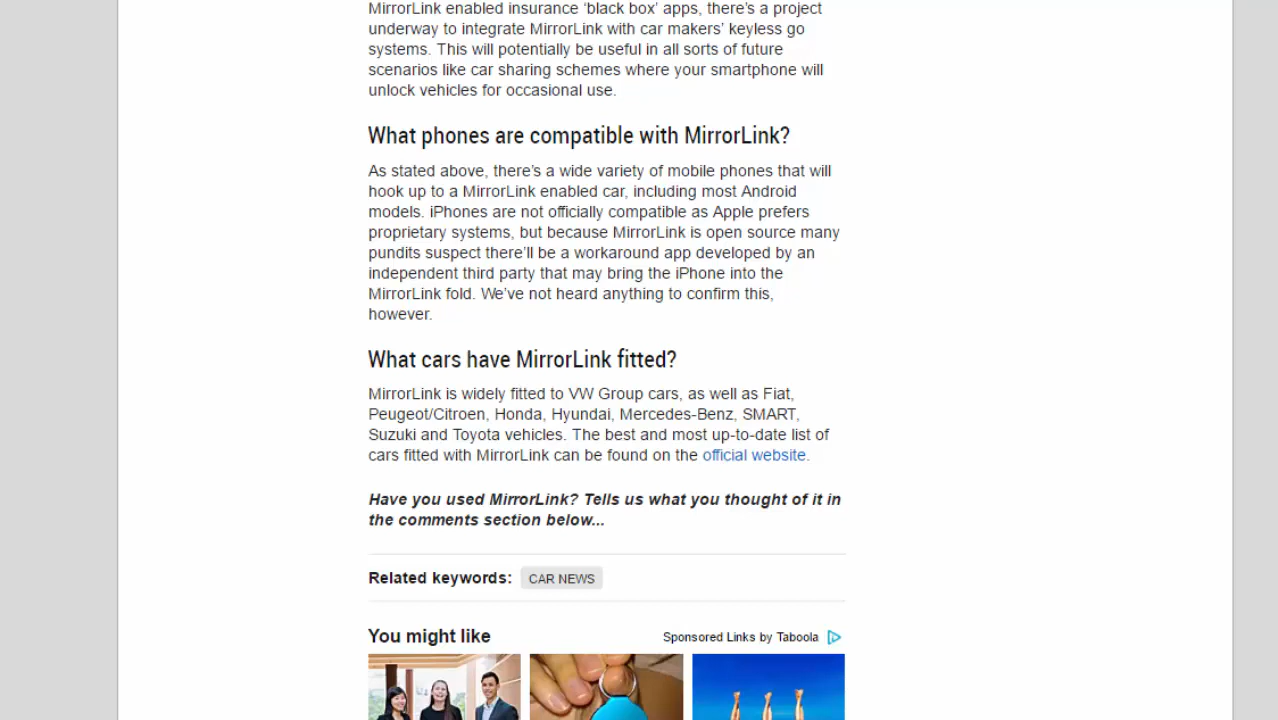 MirrorLink enabled insurance ‘black box’ apps, there’s a project
underway to integrate MirrorLink with car makers’ keyless go
systems. This will potentially be useful in all sorts of future
scenarios like car sharing schemes where your smartphone will
unlock vehicles for occasional use.
What phones are compatible with MirrorLink?
As stated above, there’s a wide variety of mobile phones that will
hook up to a MirrorLink enabled car, including most Android
models. iPhones are not officially compatible as Apple prefers
proprietary systems, but because MirrorLink is open source many
pundits suspect there’ll be a workaround app developed by an
independent third party that may bring the iPhone into the
MirrorLink fold. We’ve not heard anything to confirm this,
however.
What cars have MirrorLink fitted?
MirrorLink is widely fitted to VW Group cars, as well as Fiat,
Peugeot/Citroen, Honda, Hyundai, Mercedes-Benz, SMART,
Suzuki and Toyota vehicles. The best and most up-to-date list of
cars fitted with MirrorLink can be found on the official website.
Have you used MirrorLink? Tells us what you thought of it in
the comments section below...
Related keywords: CAR NEWS
You might like Sponsored Links by Taboola